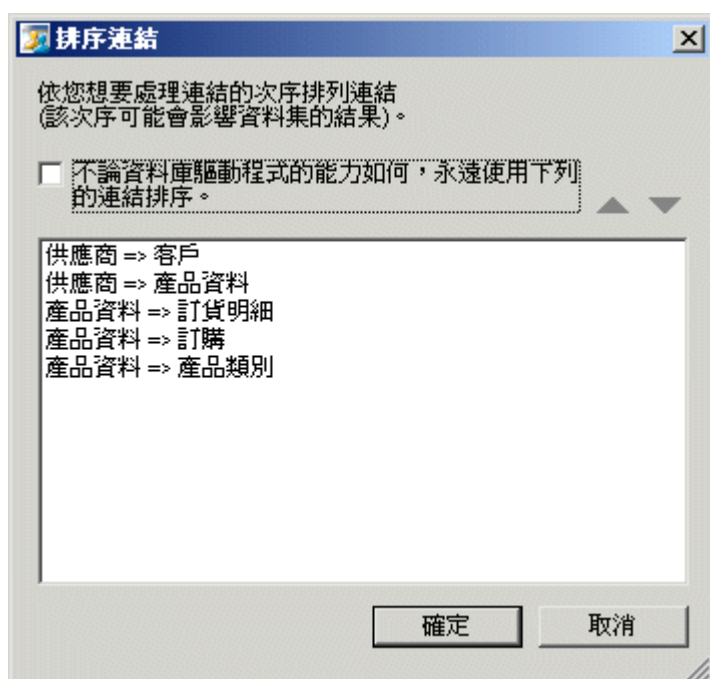 排序連結
依您想要處理連結的次序排列連結
(該次序可能會影響資料集的結果)。
不論資料庫驅動程式的能力如何，永遠使用下列
的連結排序。
供應商 => 客戶
供應商 => 產品資料
產品資料 => 訂貨明細
產品資料 => 訂購
產品資料 => 產品類別
確定
取消